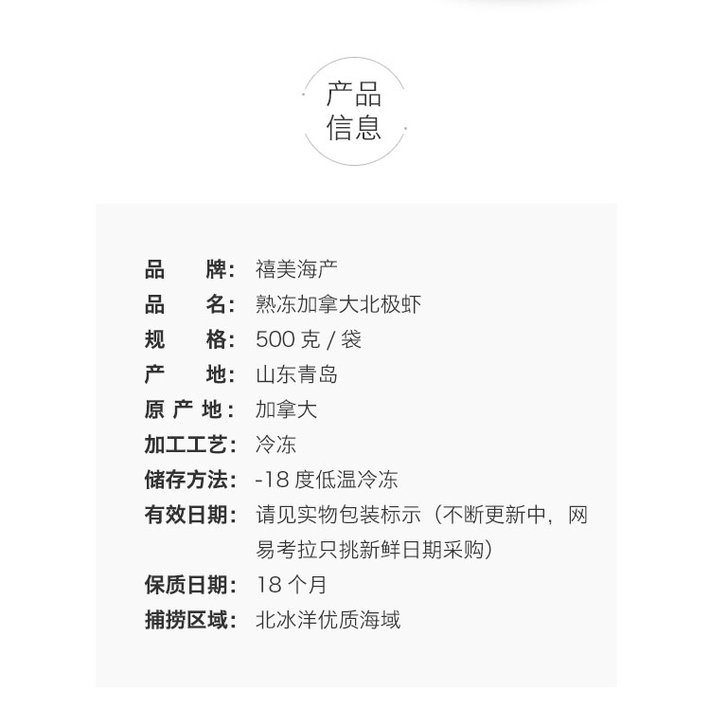 产品
信息
品 牌： 禧美海产
品 名： 熟冻加拿大北极虾
规 格： 500 克 / 袋
产 地： 山东青岛
原 产 地： 加拿大
加工工艺： 冷冻
储存方法： -18 度低温冷冻
有效日期： 请见实物包装标示（不断更新中，网
易考拉只挑新鲜日期采购）
保质日期： 18 个月
捕捞区域： 北冰洋优质海域